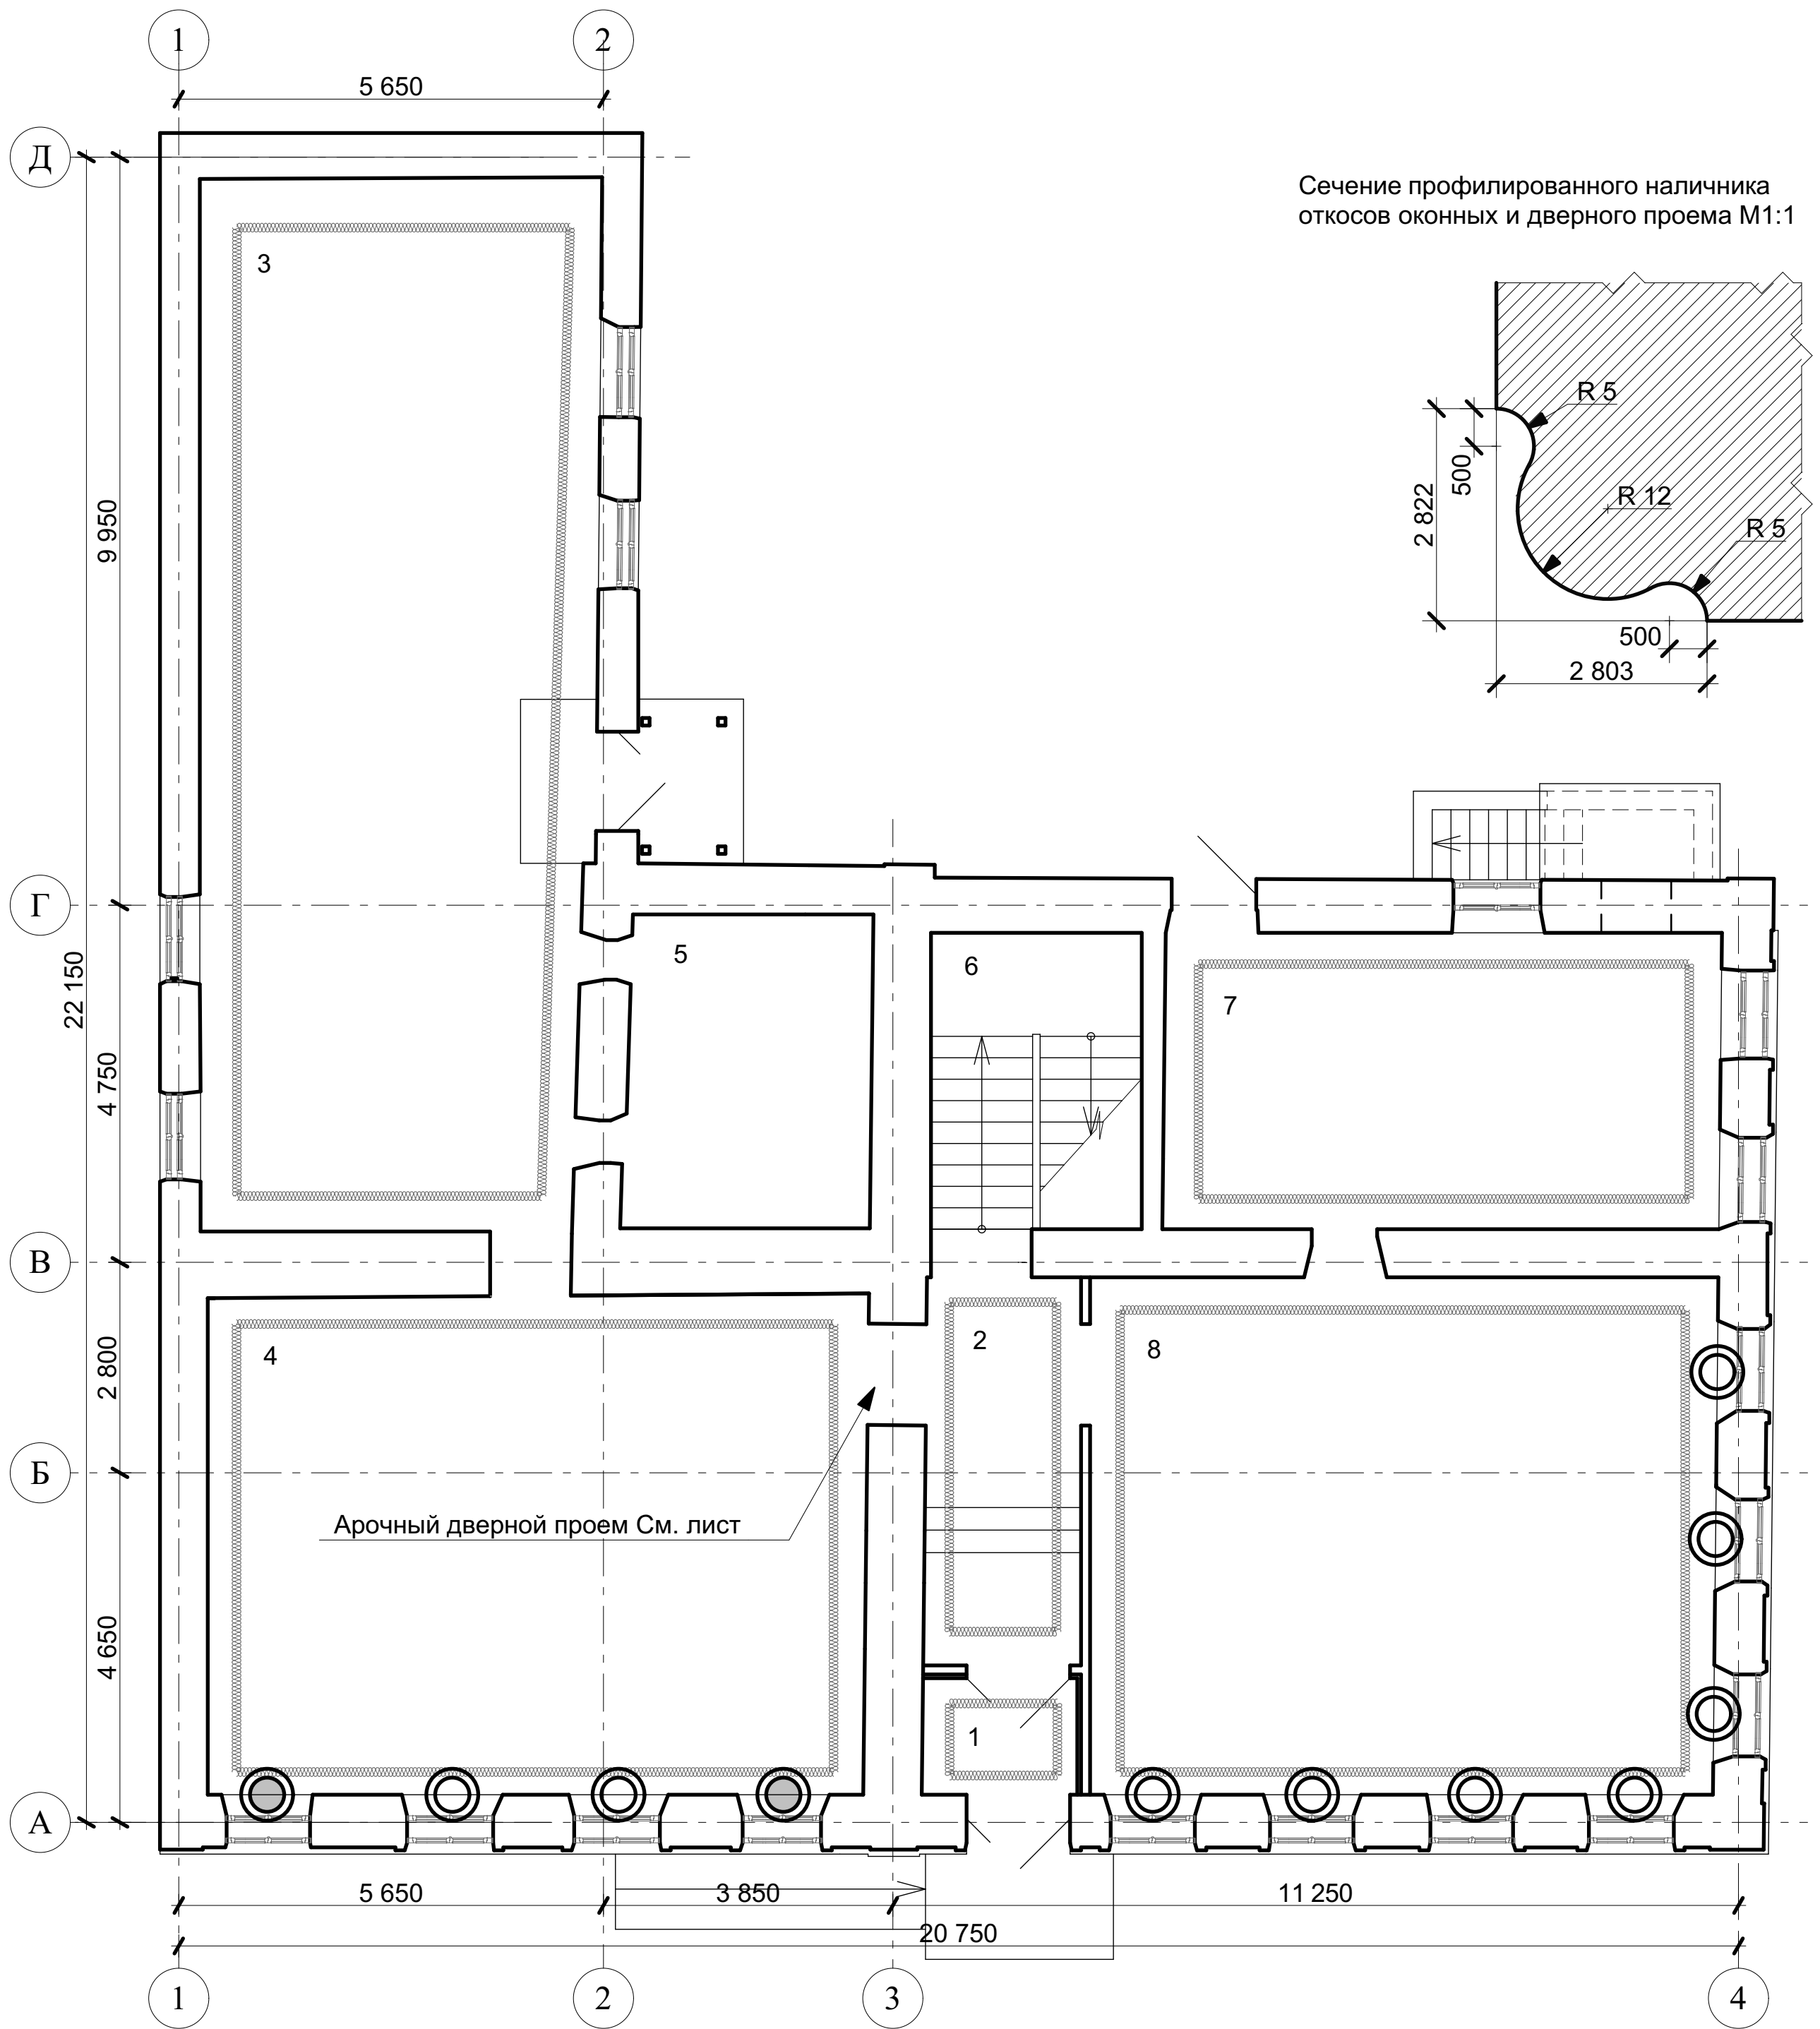 1
2
5 650
Д
Сечение профилированного наличника
откосов оконных и дверного проема М1:1
3
R 5
500
R 12
2 822
9 950
R 5
500
2 803
Г
5
6
22 150
7
4 750
В
2
4
8
2 800
Б
Арочный дверной проем См. лист
4 650
1
А
5 650
3 850
11 250
20 750
1
2
3
4